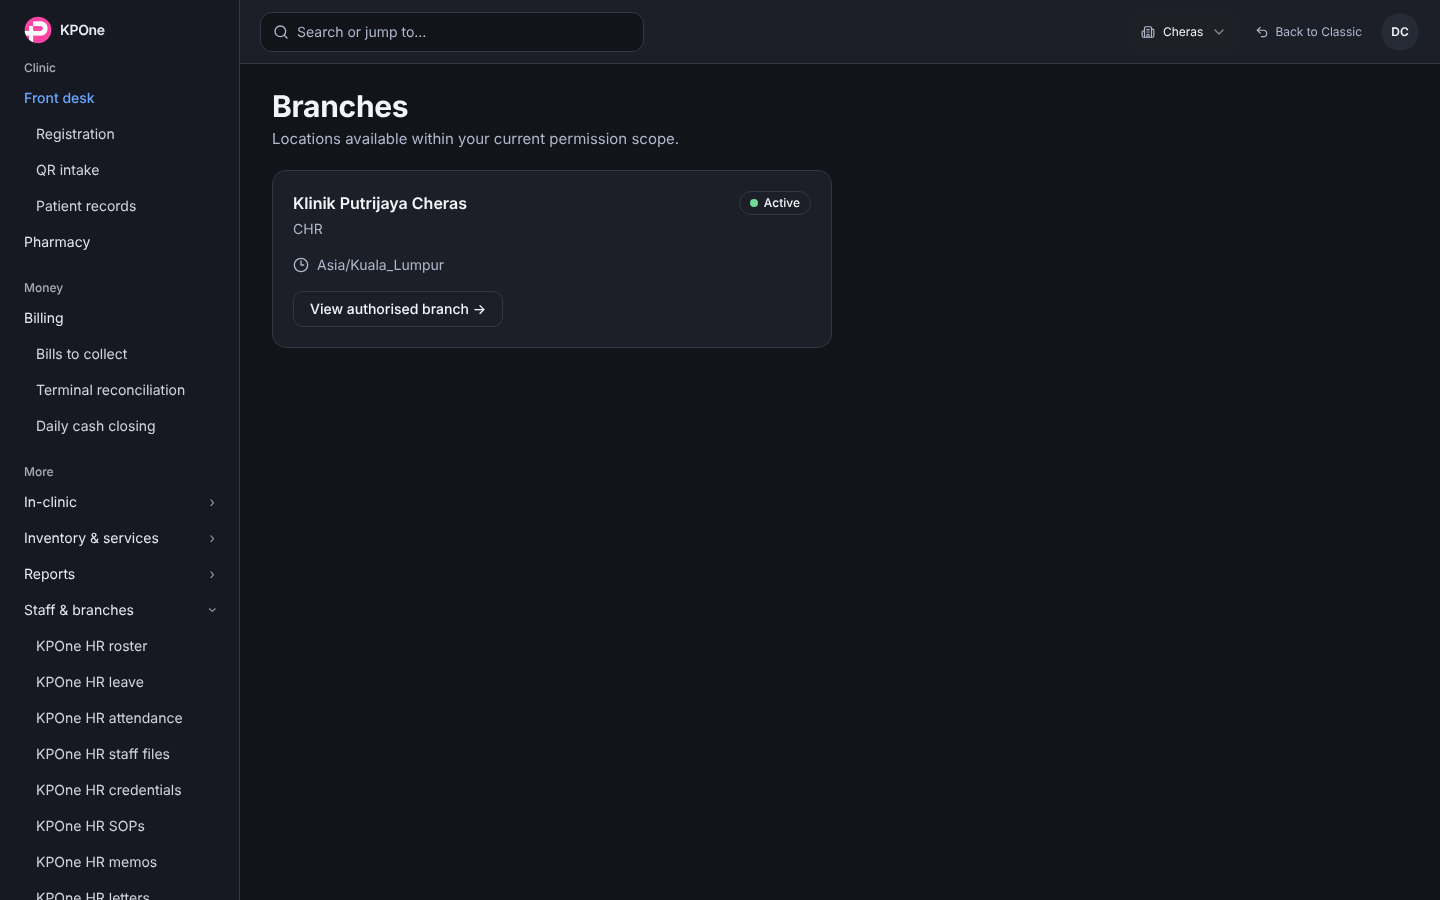 KPOne
Clinic
Front desk
Registration
QR intake
Patient records
Pharmacy
Money
Billing
Bills to collect
Terminal reconciliation
Daily cash closing
More
In-clinic
Inventory & services
Reports
Staff & branches
KPOne HR roster
KPOne HR leave
KPOne HR attendance
KPOne HR staff files
KPOne HR credentials
KPOne HR SOPs
KPOne HR memos
KPOne HR letters
Search or jump to...
Cheras
Back to Classic
DC
Branches
Locations available within your current permission scope.
Klinik Putrijaya Cheras
Active
CHR
Asia/Kuala_Lumpur
View authorised branch →